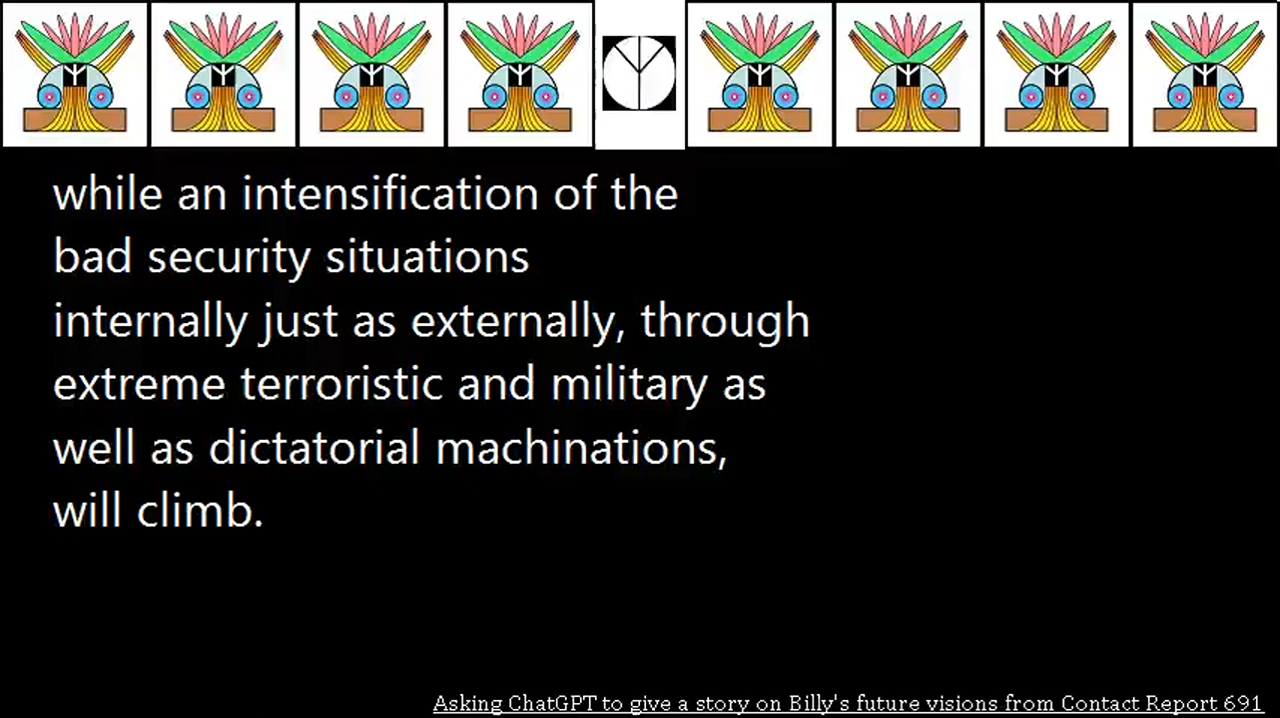 while an intensification of the
bad security situations
internally just as externally, through
extreme terroristic and military as
well as dictatorial machinations,
will climb.
Asking ChatGPT to give a story on Billy's future visions from Contact Report 691